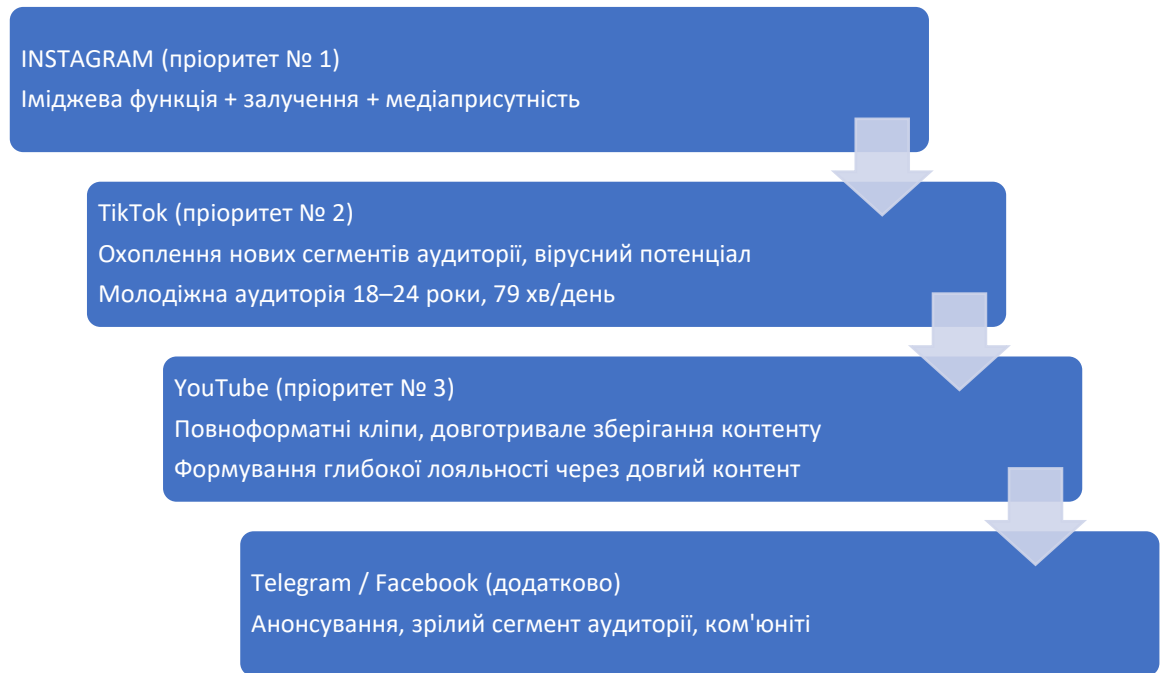 INSTAGRAM (пріоритет № 1)
Іміджева функція + залучення + медіаприсутність
TikTok (пріоритет № 2)
Охоплення нових сегментів аудиторії, вірусний потенціал
Молодіжна аудиторія 18–24 роки, 79 хв/день
YouTube (пріоритет № 3)
Повноформатні кліпи, довготривале зберігання контенту
Формування глибокої лояльності через довгий контент
Telegram / Facebook (додатково)
Анонсування, зрілий сегмент аудиторії, ком'юніті